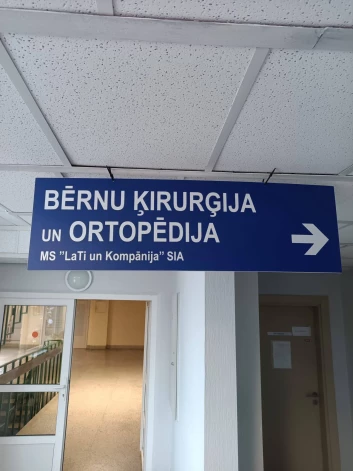 BĒRNU ĶIRURĢIJA
UN ORTOPĒDIJA
MS "LaTi un Kompānija" SIA